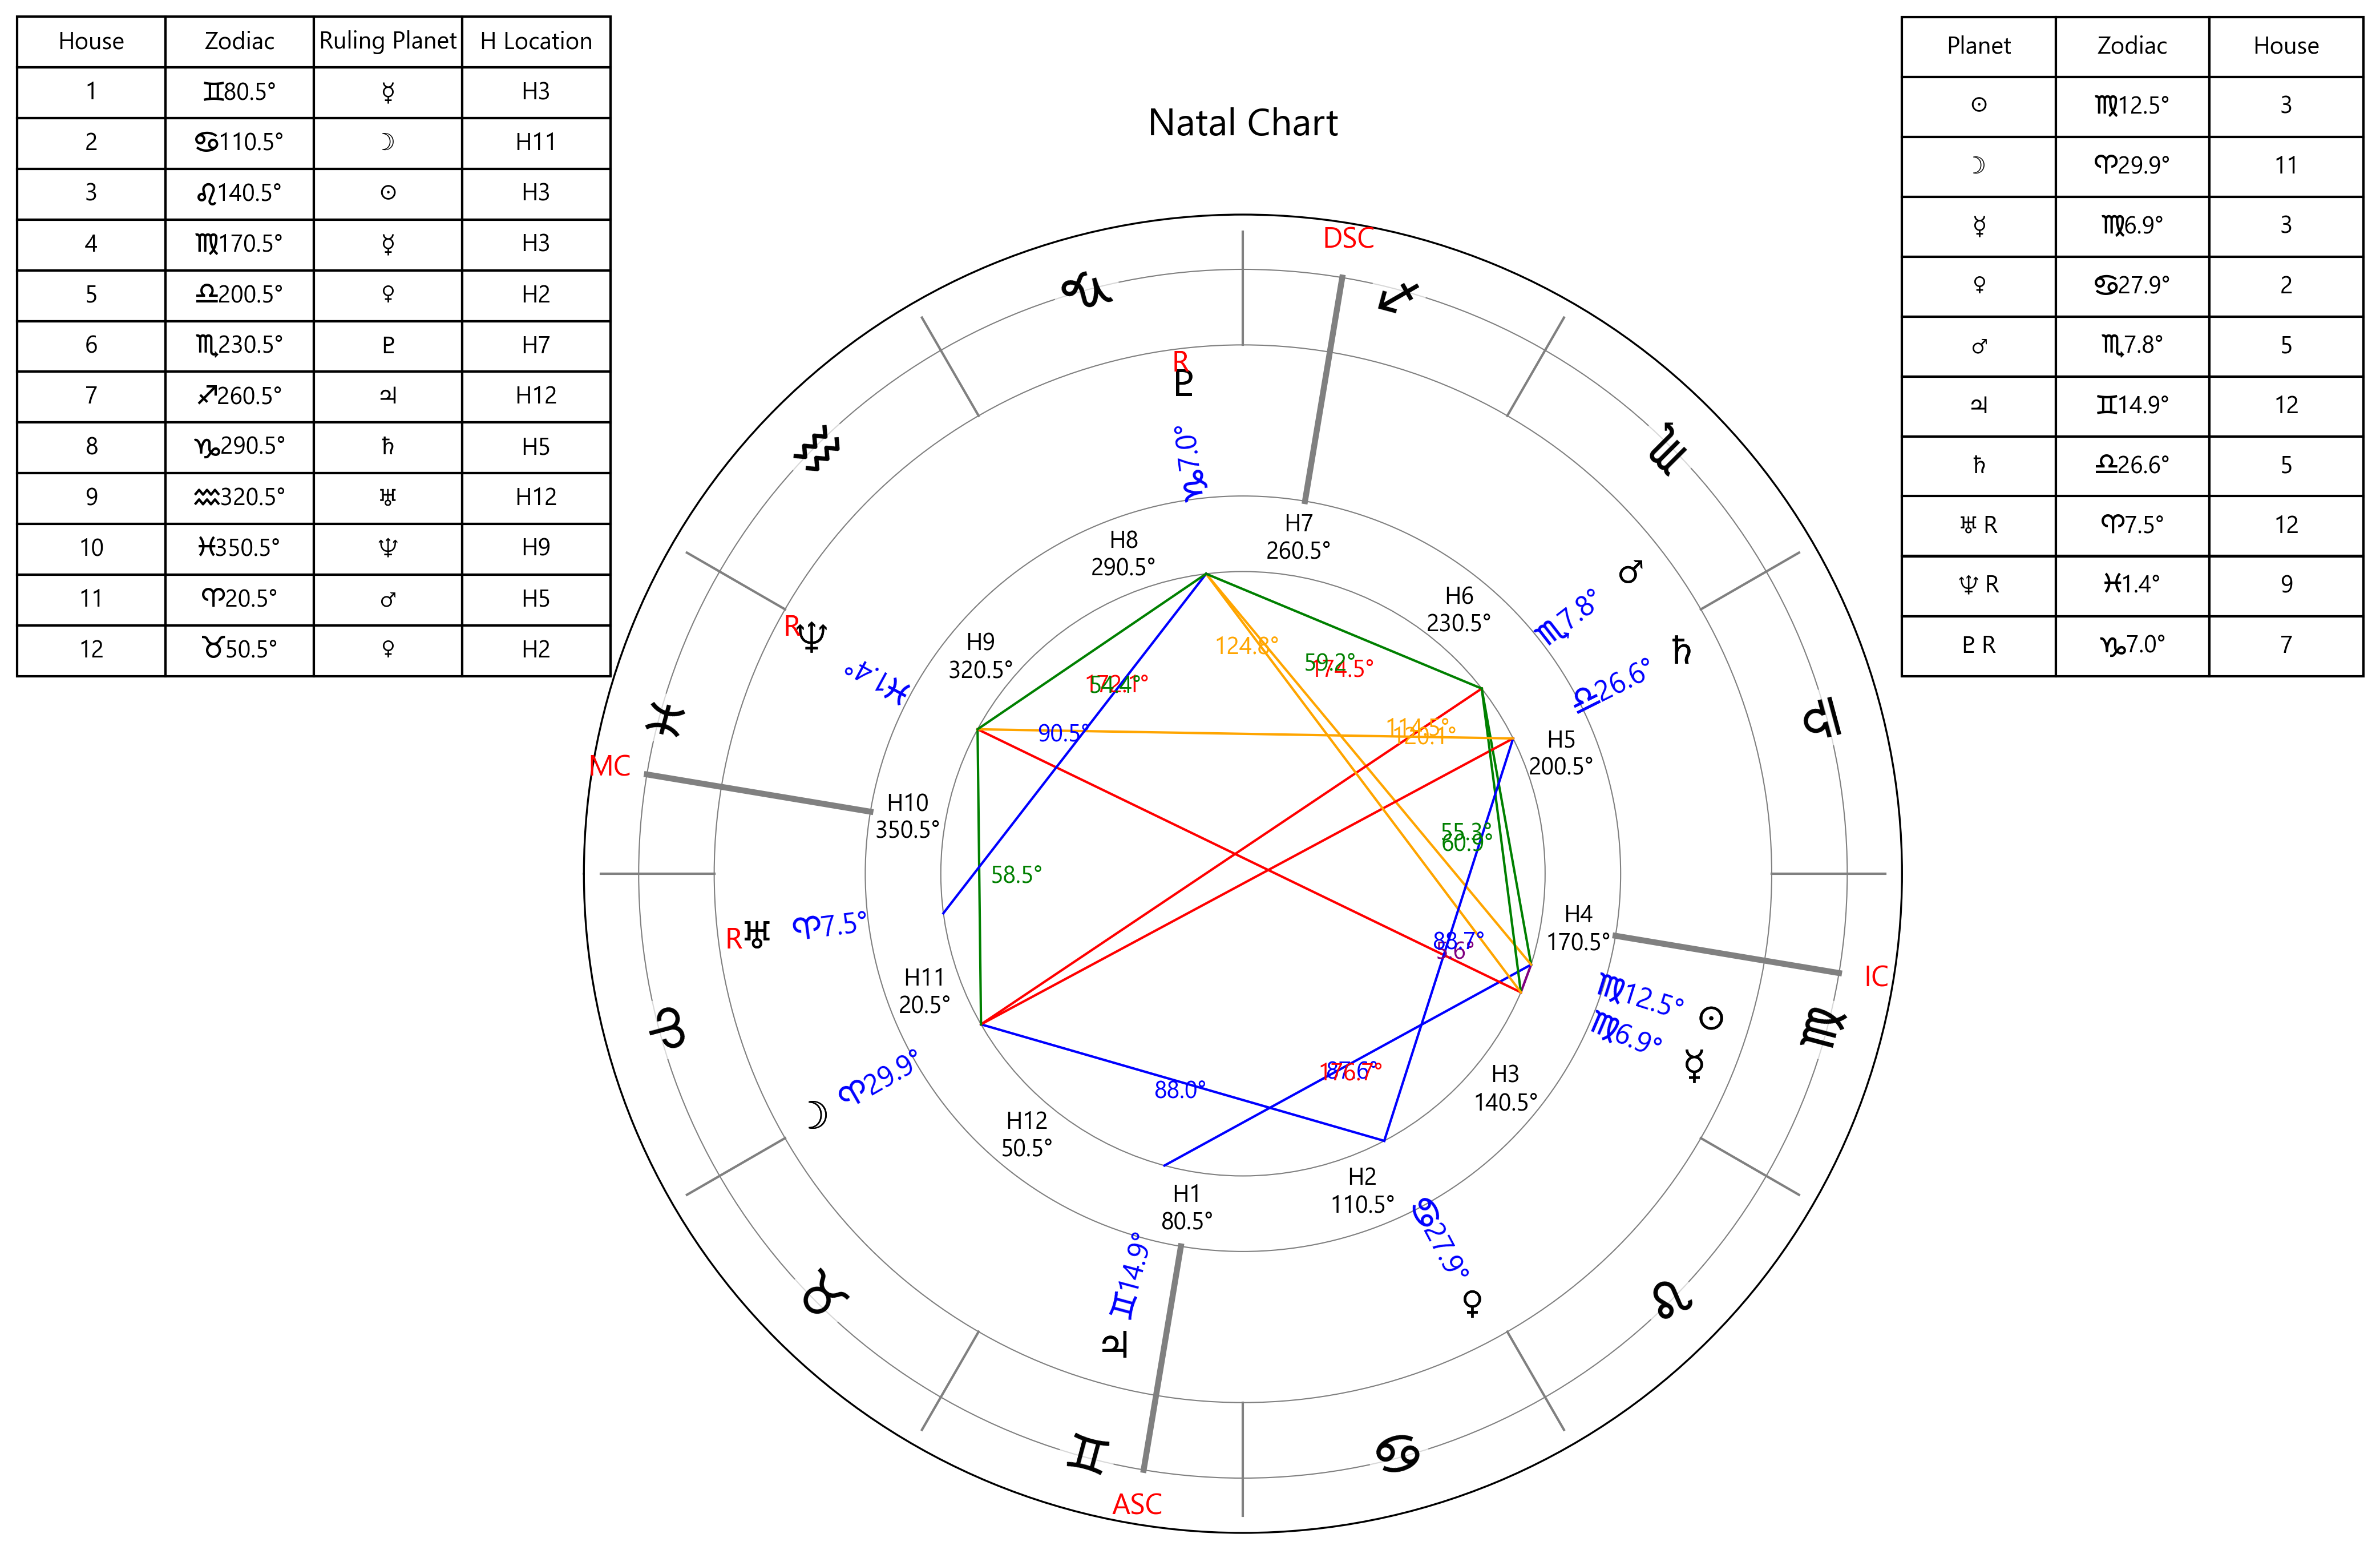 House Zodiac Ruling Planet H Location
1 ♊80.5° ☿ H3
2 ♋110.5° ☽ H11
3 ♌140.5° ☉ H3
4 ♍170.5° ☿ H3
5 ♎200.5° ♀ H2
6 ♏230.5° ♇ H7
7 ♐260.5° ♃ H12
8 ♑290.5° ♄ H5
9 ♒320.5° ♅ H12
10 ♓350.5° ♆ H9
11 ♈20.5° ♂ H5
12 ♉50.5° ♀ H2
Natal Chart
Planet Zodiac House
☉ ♍12.5° 3
☽ ♈29.9° 11
☿ ♍6.9° 3
♀ ♋27.9° 2
♂ ♏7.8° 5
♃ ♊14.9° 12
♄ ♎26.6° 5
♅ R ♈7.5° 12
♆ R ♓1.4° 9
♇ R ♑7.0° 7
DSC
♑
♐
R
♇
♑7.0°
♒
♏
H7
260.5°
H8
290.5°
♂
♏7.8°
H6
230.5°
R♆
♓1.4°
H9
320.5°
♄
♎26.6°
124.8°
59.2°
174.5°
172.1°
54.4°
90.5°
114.5°
120.1°
♓
♎
MC
H5
200.5°
H10
350.5°
55.3°
60.9°
58.5°
R♅
♈7.5°
H4
170.5°
88.7°
5.6°
IC
H11
20.5°
♍12.5° ☉
♍6.9° ☿
♈
♍
☽
♈29.9°
87.6°
176.7°
88.0°
H3
140.5°
H12
50.5°
H2
110.5°
H1
80.5°
♋27.9°
♀
♊14.9°
♃
♉
♌
♊
♋
ASC